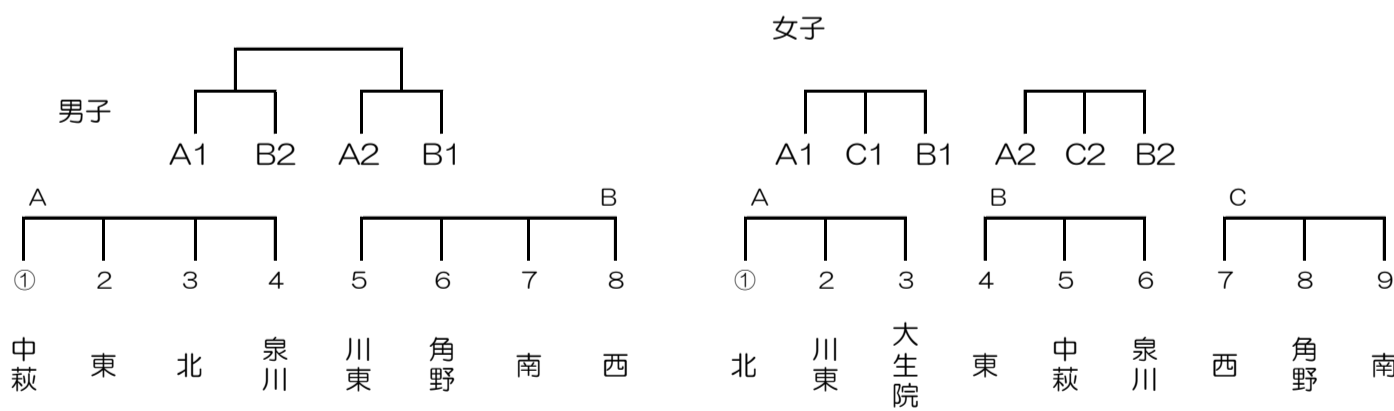 男子
A1 B2 A2 B1
A B
① 2 3 4 5 6 7 8
中萩 東 北 泉川 川東 角野 南 西
女子
A1 C1 B1 A2 C2 B2
A B C
① 2 3 4 5 6 7 8 9
北 川東 大生院 東 中萩 泉川 西 角野 南